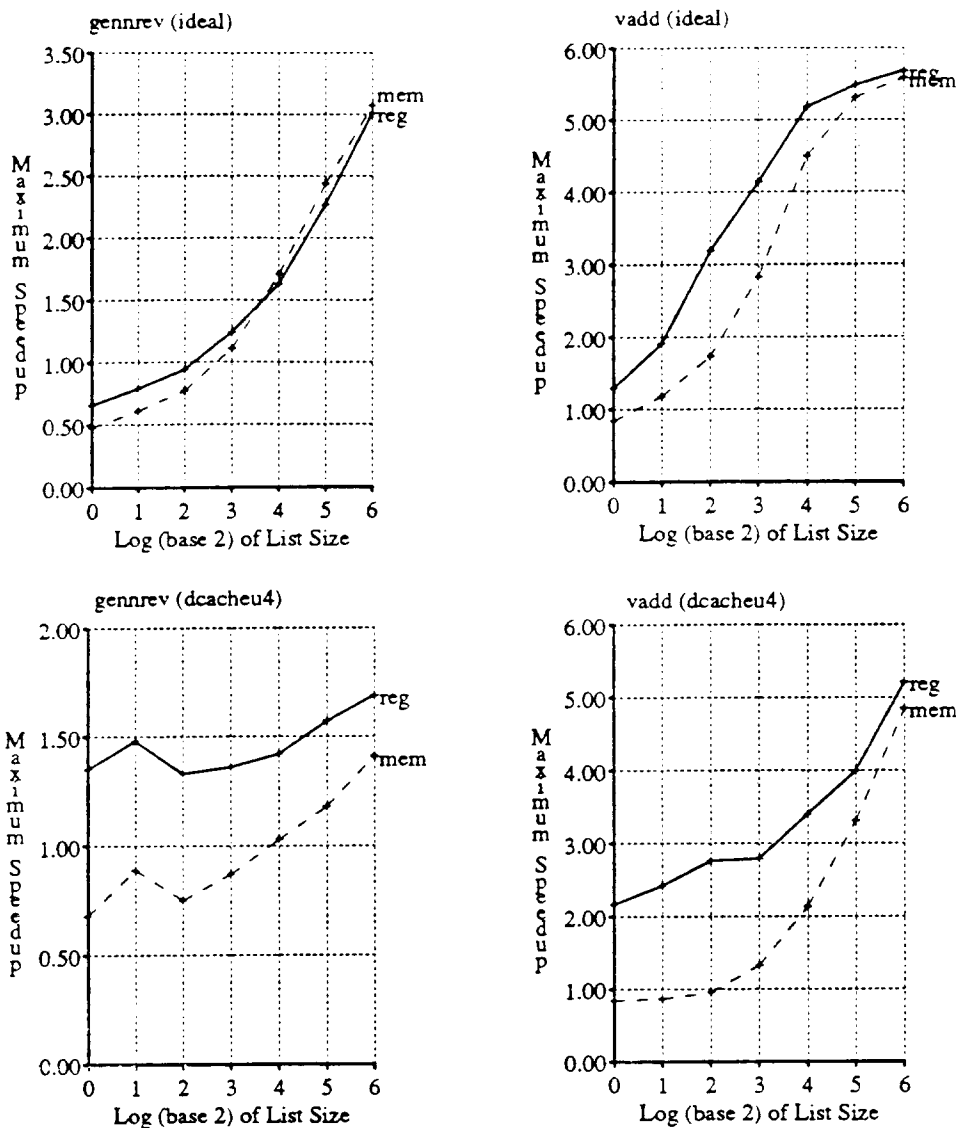 gennrev (ideal)
3.50
3.00
2.50
2.00
1.50
1.00
0.50
0.00
Maximum Speedup
mem
reg
0 1 2 3 4 5 6
Log (base 2) of List Size
vadd (ideal)
6.00
5.00
4.00
3.00
2.00
1.00
0.00
Maximum Speedup
reg
mem
0 1 2 3 4 5 6
Log (base 2) of List Size
gennrev (dcacheu4)
2.00
1.50
1.00
0.50
0.00
Maximum Speedup
reg
mem
0 1 2 3 4 5 6
Log (base 2) of List Size
vadd (dcacheu4)
6.00
5.00
4.00
3.00
2.00
1.00
0.00
Maximum Speedup
reg
mem
0 1 2 3 4 5 6
Log (base 2) of List Size